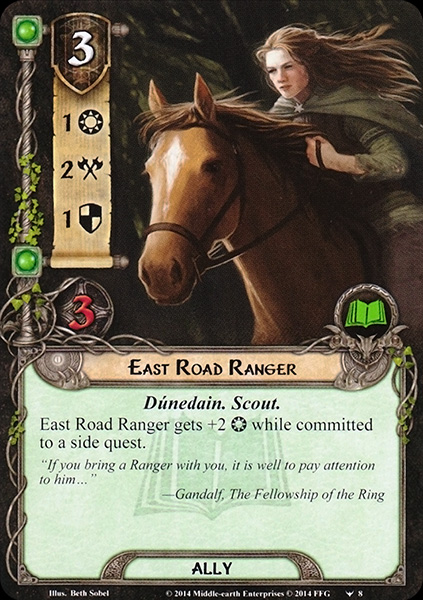 3
1
2
1
3
East Road Ranger
Dúnedain. Scout.
East Road Ranger gets +2 while committed
to a side quest.
“If you bring a Ranger with you, it is well to pay attention
to him…”
—Gandalf, The Fellowship of the Ring
ALLY
Illus. Beth Sobel © 2014 Middle-earth Enterprises © 2014 FFG 8